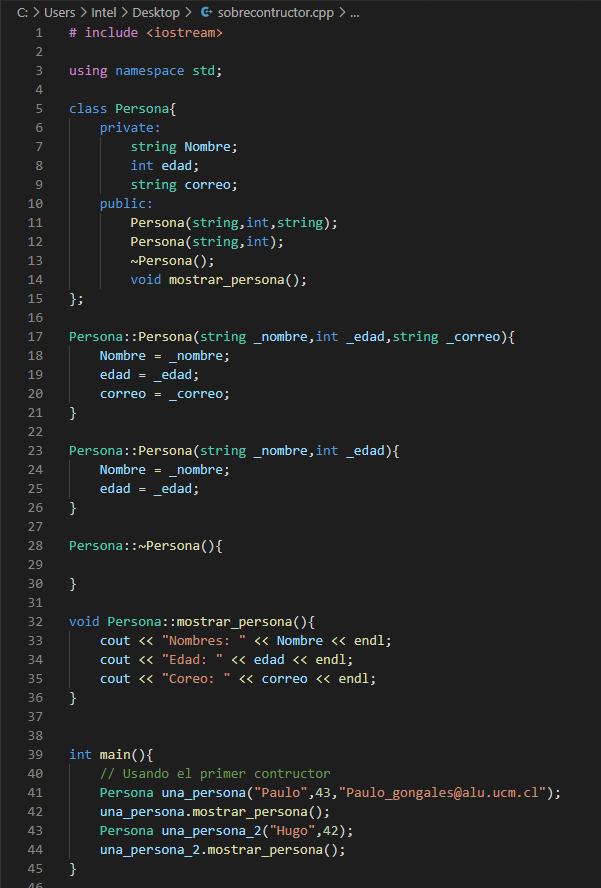 C: > Users > Intel > Desktop > sobrecontructor.cpp > ...
1 # include <iostream>
2
3 using namespace std;
4
5 class Persona{
6 private:
7 string Nombre;
8 int edad;
9 string correo;
10 public:
11 Persona(string,int,string);
12 Persona(string,int);
13 ~Persona();
14 void mostrar_persona();
15 };
16
17 Persona::Persona(string _nombre,int _edad,string _correo){
18 Nombre = _nombre;
19 edad = _edad;
20 correo = _correo;
21 }
22
23 Persona::Persona(string _nombre,int _edad){
24 Nombre = _nombre;
25 edad = _edad;
26 }
27
28 Persona::~Persona(){
29
30 }
31
32 void Persona::mostrar_persona(){
33 cout << "Nombres: " << Nombre << endl;
34 cout << "Edad: " << edad << endl;
35 cout << "Coreo: " << correo << endl;
36 }
37
38
39 int main(){
40 // Usando el primer contructor
41 Persona una_persona("Paulo",43,"Paulo_gongales@alu.ucm.cl");
42 una_persona.mostrar_persona();
43 Persona una_persona_2("Hugo",42);
44 una_persona_2.mostrar_persona();
45 }
46